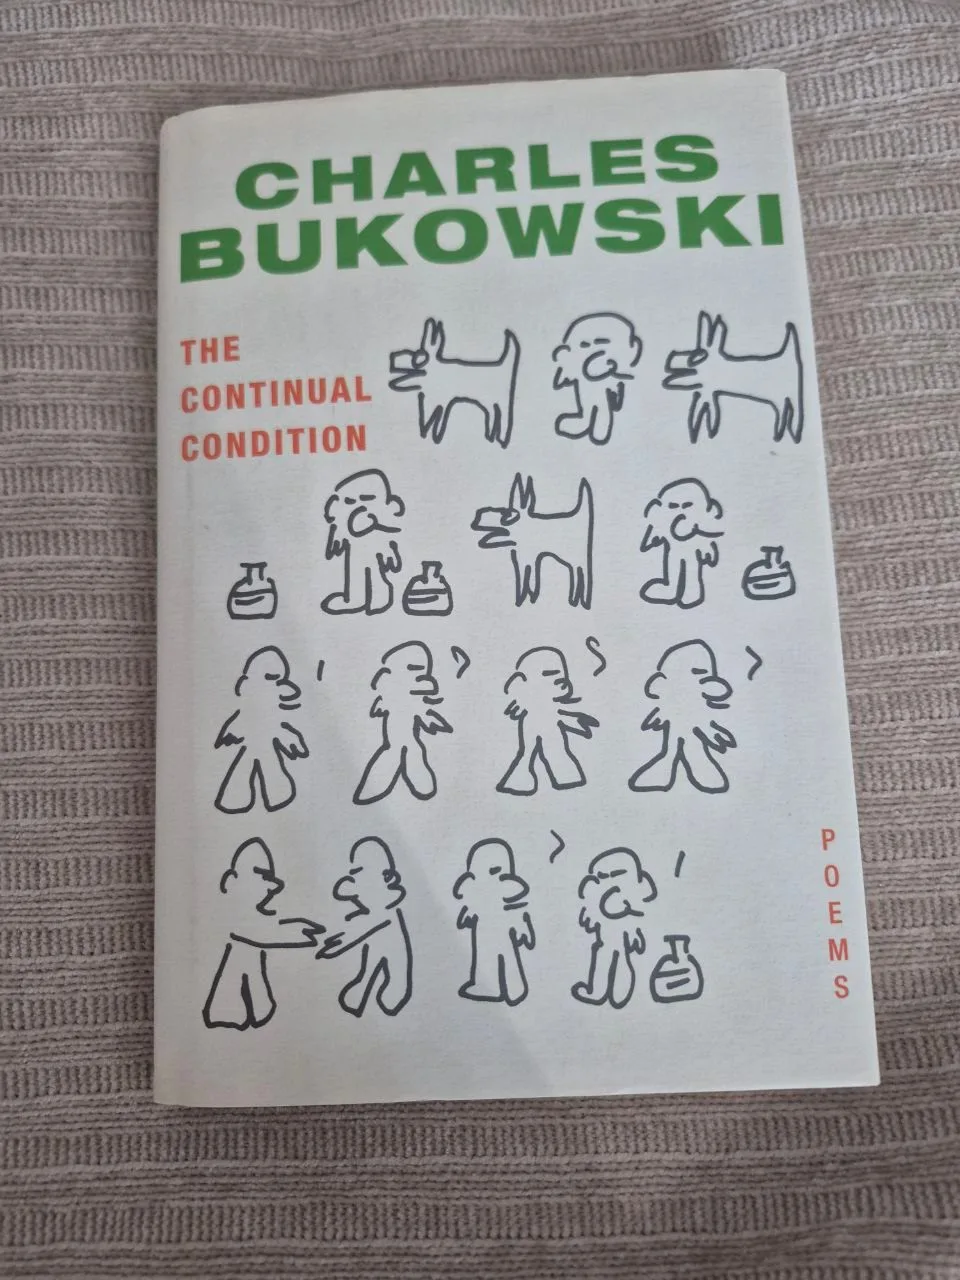 CHARLES
BUKOWSKI
THE
CONTINUAL
CONDITION
POEMS